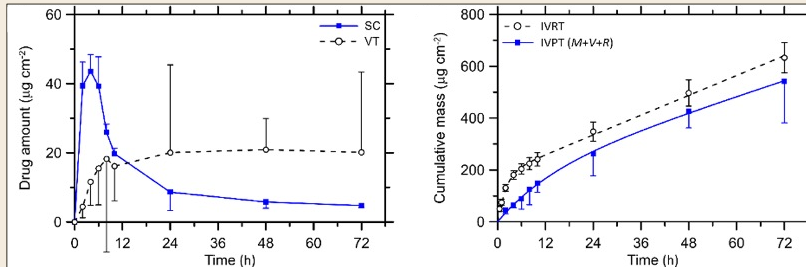 60
40
20
0
Drug amount (µg cm⁻²)
SC
VT
0 12 24 36 48 60 72
Time (h)
800
600
400
200
0
Cumulative mass (µg cm⁻²)
IVRT
IVPT (M+V+R)
0 12 24 36 48 60 72
Time (h)